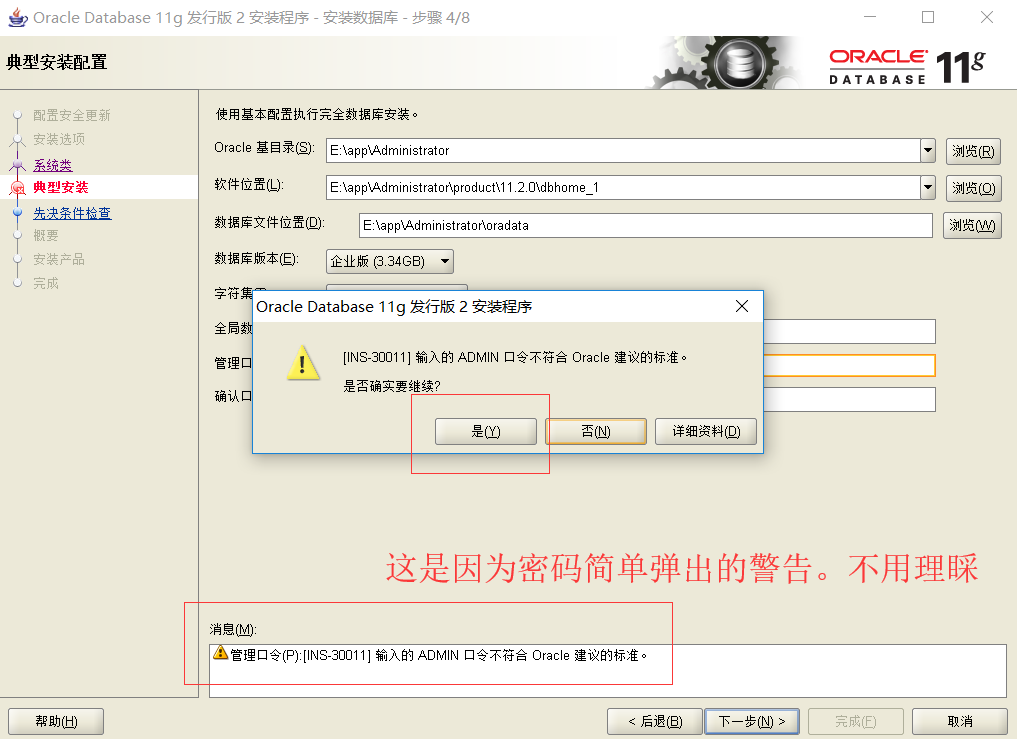 Oracle Database 11g 发行版 2 安装程序 - 安装数据库 - 步骤 4/8
典型安装配置
ORACLE
DATABASE
11g
配置安全更新
安装选项
系统类
典型安装
先决条件检查
概要
安装产品
完成
使用基本配置执行完全数据库安装。
Oracle 基目录(S): E:\app\Administrator 浏览(R)
软件位置(L): E:\app\Administrator\product\11.2.0\dbhome_1 浏览(O)
数据库文件位置(D): E:\app\Administrator\oradata 浏览(W)
数据库版本(E): 企业版 (3.34GB)
字符集
全局数
管理口
确认口
Oracle Database 11g 发行版 2 安装程序
[INS-30011] 输入的 ADMIN 口令不符合 Oracle 建议的标准。
是否确实要继续?
是(Y) 否(N) 详细资料(D)
这是因为密码简单弹出的警告。不用理睬
消息(M):
管理口令(P):[INS-30011] 输入的 ADMIN 口令不符合 Oracle 建议的标准。
帮助(H) < 后退(B) 下一步(N) > 完成(F) 取消